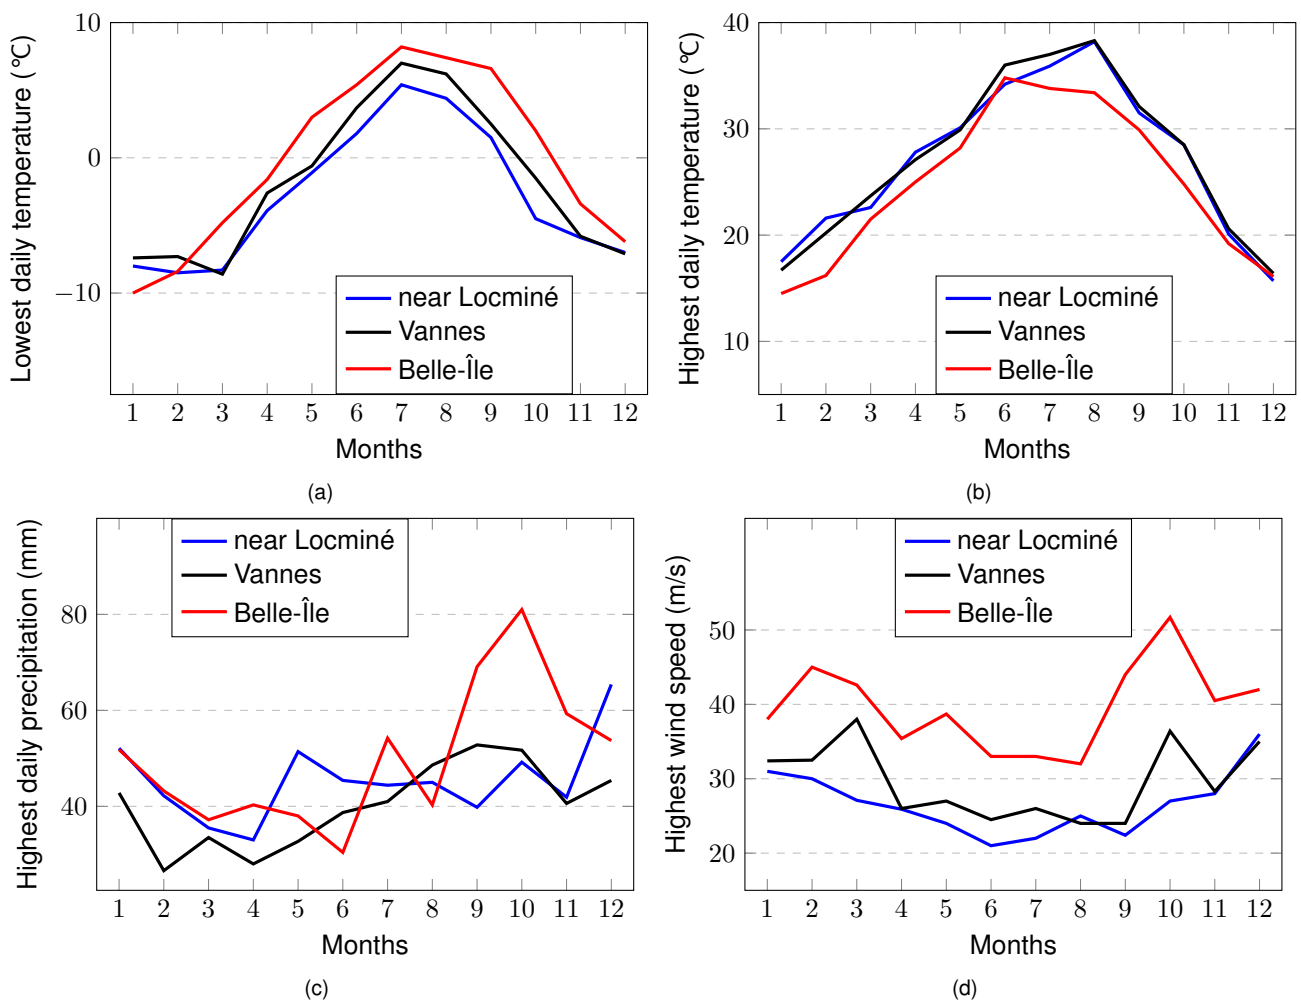 Lowest daily temperature (℃)
10
0
−10
near Locminé
Vannes
Belle-Île
1 2 3 4 5 6 7 8 9 10 11 12
Months
(a)
Highest daily temperature (℃)
40
30
20
10
near Locminé
Vannes
Belle-Île
1 2 3 4 5 6 7 8 9 10 11 12
Months
(b)
Highest daily precipitation (mm)
80
60
40
near Locminé
Vannes
Belle-Île
1 2 3 4 5 6 7 8 9 10 11 12
Months
(c)
Highest wind speed (m/s)
50
40
30
20
near Locminé
Vannes
Belle-Île
1 2 3 4 5 6 7 8 9 10 11 12
Months
(d)